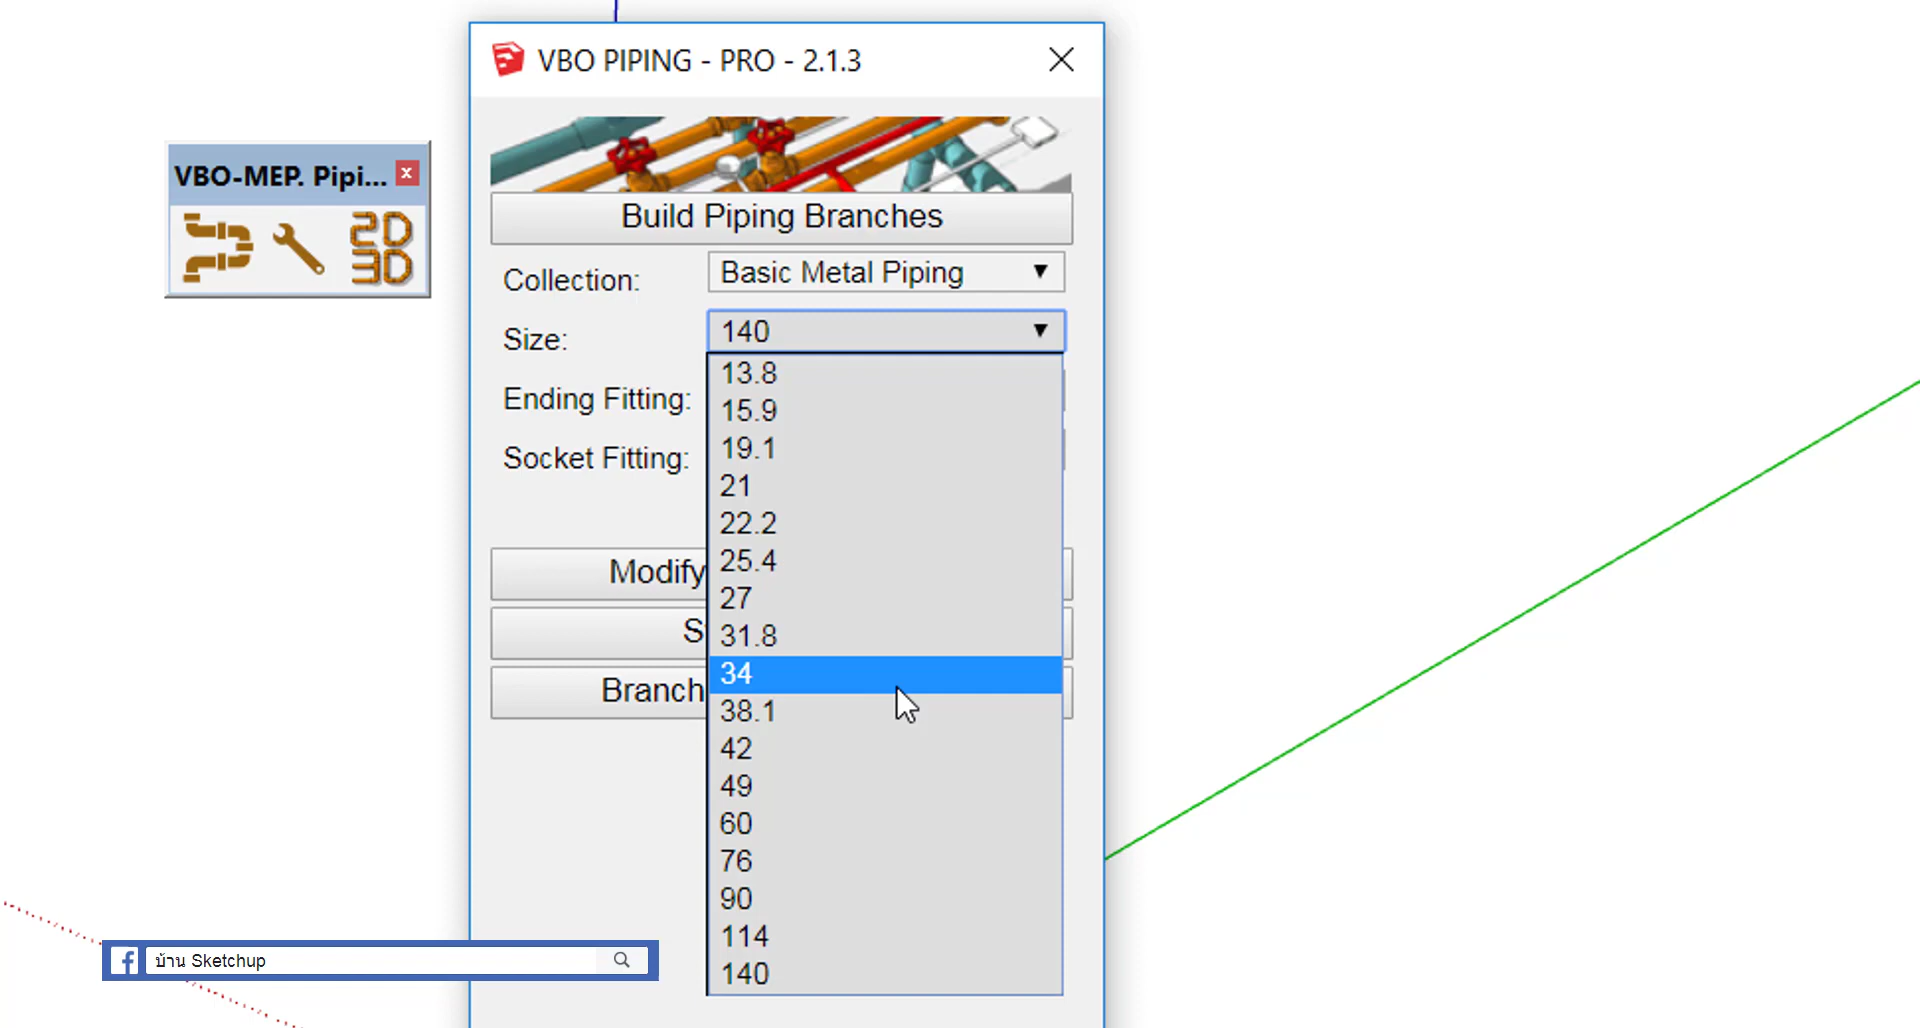 VBO PIPING - PRO - 2.1.3
VBO-MEP. Pipi...
2D
3D
Build Piping Branches
Collection:
Basic Metal Piping
Size:
140
Ending Fitting:
Socket Fitting:
13.8
15.9
19.1
21
22.2
25.4
27
31.8
34
38.1
42
49
60
76
90
114
140
Modify
S
Branch
บ้าน Sketchup